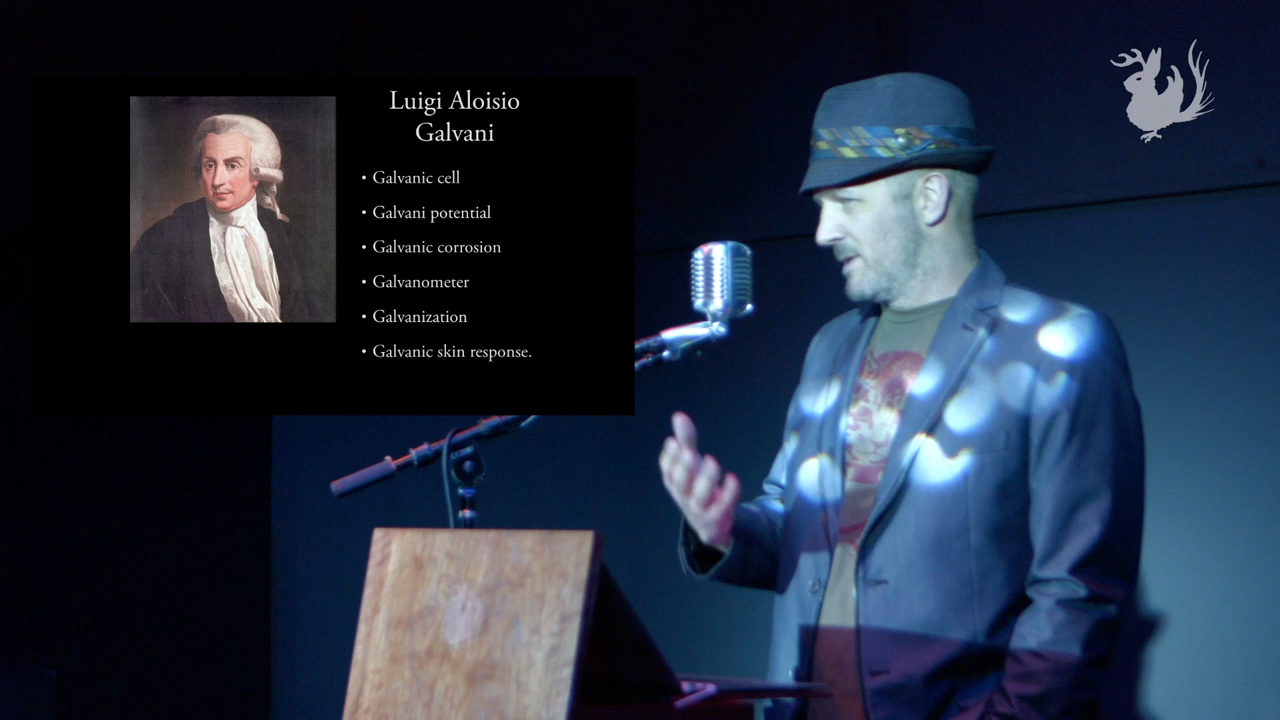 Luigi Aloisio
Galvani
• Galvanic cell
• Galvani potential
• Galvanic corrosion
• Galvanometer
• Galvanization
• Galvanic skin response.